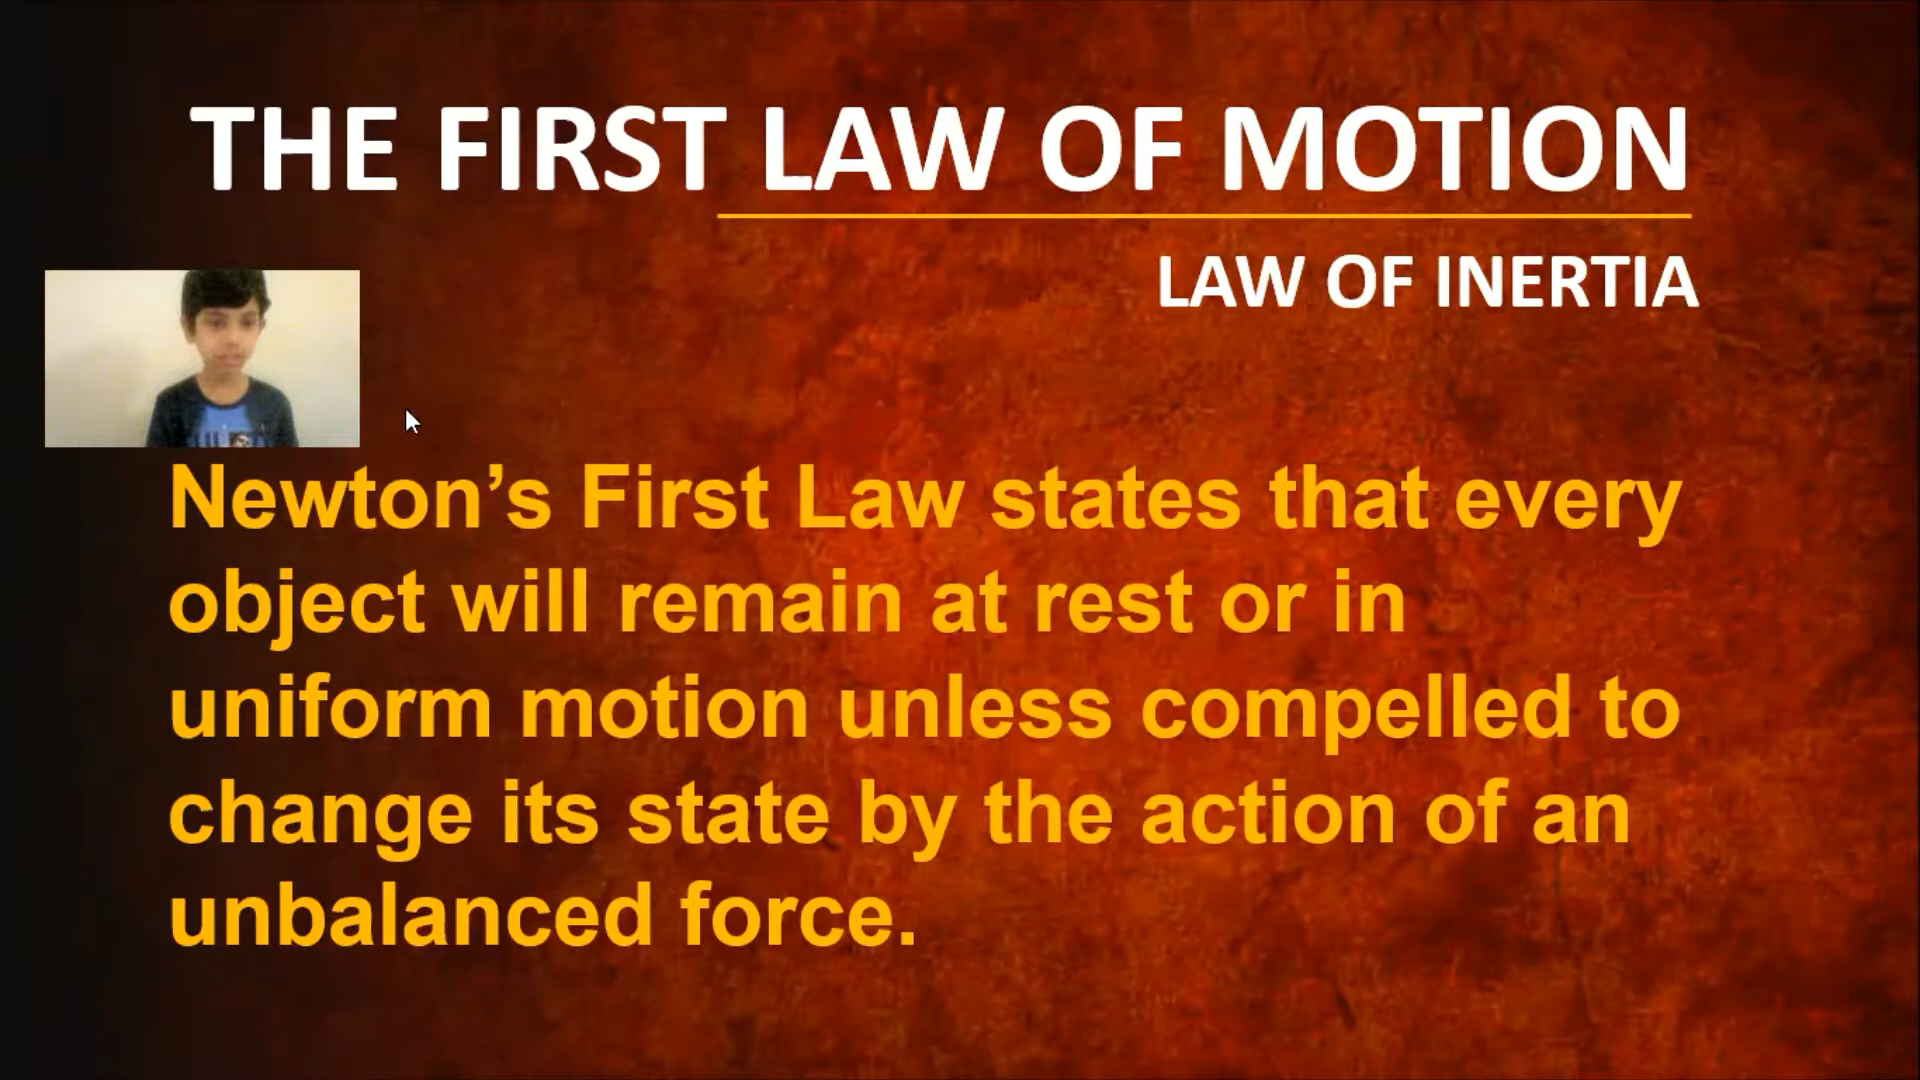 THE FIRST LAW OF MOTION
LAW OF INERTIA
Newton’s First Law states that every
object will remain at rest or in
uniform motion unless compelled to
change its state by the action of an
unbalanced force.